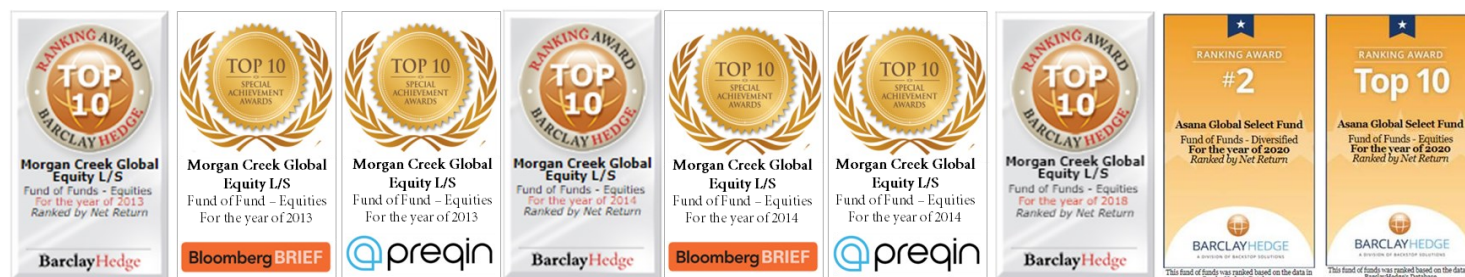 RANKING AWARD
TOP
10
BARCLAY HEDGE
Morgan Creek Global
Equity L/S
Fund of Funds - Equities
For the year of 2013
Ranked by Net Return
BarclayHedge
TOP 10
SPECIAL
ACHIEVEMENT
AWARDS
Morgan Creek Global
Equity L/S
Fund of Fund – Equities
For the year of 2013
Bloomberg BRIEF
TOP 10
SPECIAL
ACHIEVEMENT
AWARDS
Morgan Creek Global
Equity L/S
Fund of Fund – Equities
For the year of 2013
preqin
RANKING AWARD
TOP
10
BARCLAY HEDGE
Morgan Creek Global
Equity L/S
Fund of Funds - Equities
For the year of 2014
Ranked by Net Return
BarclayHedge
TOP 10
SPECIAL
ACHIEVEMENT
AWARDS
Morgan Creek Global
Equity L/S
Fund of Fund – Equities
For the year of 2014
Bloomberg BRIEF
TOP 10
SPECIAL
ACHIEVEMENT
AWARDS
Morgan Creek Global
Equity L/S
Fund of Fund – Equities
For the year of 2014
preqin
RANKING AWARD
TOP
10
BARCLAY HEDGE
Morgan Creek Global
Equity L/S
Fund of Funds - Equities
For the year of 2018
Ranked by Net Return
BarclayHedge
RANKING AWARD
#2
Asana Global Select Fund
Fund of Funds - Diversified
For the year of 2020
Ranked by Net Return
BARCLAYHEDGE
A DIVISION OF BACKSTOP SOLUTIONS
This fund of funds was ranked based on the data in
RANKING AWARD
Top 10
Asana Global Select Fund
Fund of Funds - Equities
For the year of 2020
Ranked by Net Return
BARCLAYHEDGE
A DIVISION OF BACKSTOP SOLUTIONS
This fund of funds was ranked based on the data